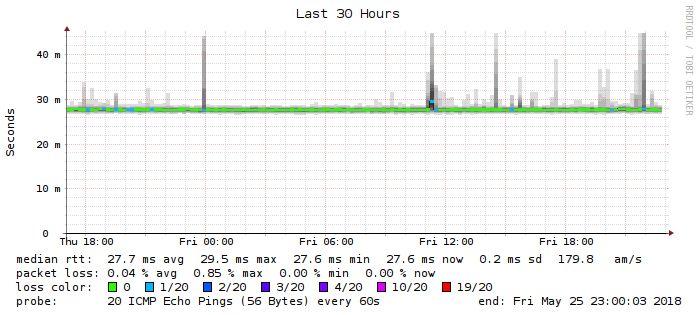 Last 30 Hours
RRDTOOL / TOBI OETIKER
Seconds
40 m
30 m
20 m
10 m
0
Thu 18:00 Fri 00:00 Fri 06:00 Fri 12:00 Fri 18:00
median rtt: 27.7 ms avg 29.5 ms max 27.6 ms min 27.6 ms now 0.2 ms sd 179.8 am/s
packet loss: 0.04 % avg 0.85 % max 0.00 % min 0.00 % now
loss color: 0 1/20 2/20 3/20 4/20 10/20 19/20
probe: 20 ICMP Echo Pings (56 Bytes) every 60s end: Fri May 25 23:00:03 2018